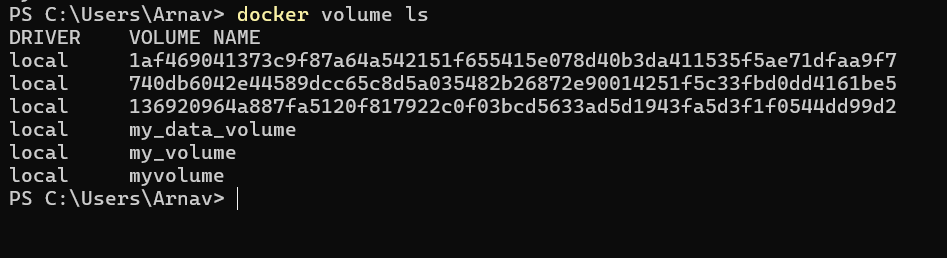 PS C:\Users\Arnav> docker volume ls
DRIVER    VOLUME NAME
local     1af469041373c9f87a64a542151f655415e078d40b3da411535f5ae71dfaa9f7
local     740db6042e44589dcc65c8d5a035482b26872e90014251f5c33fbd0dd4161be5
local     136920964a887fa5120f817922c0f03bcd5633ad5d1943fa5d3f1f0544dd99d2
local     my_data_volume
local     my_volume
local     myvolume
PS C:\Users\Arnav>